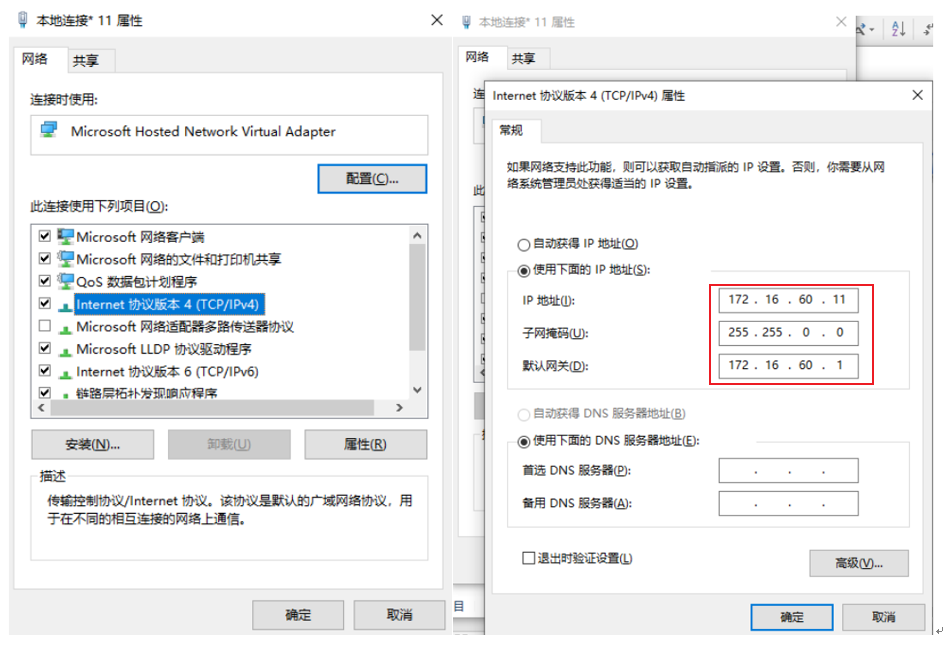 本地连接* 11 属性
网络
共享
连接时使用:
Microsoft Hosted Network Virtual Adapter
配置(C)...
此连接使用下列项目(O):
Microsoft 网络客户端
Microsoft 网络的文件和打印机共享
QoS 数据包计划程序
Internet 协议版本 4 (TCP/IPv4)
Microsoft 网络适配器多路传送器协议
Microsoft LLDP 协议驱动程序
Internet 协议版本 6 (TCP/IPv6)
链路层拓扑发现响应程序
安装(N)...
卸载(U)
属性(R)
描述
传输控制协议/Internet 协议。该协议是默认的广域网络协议，用
于在不同的相互连接的网络上通信。
确定
取消
本地连接* 11 属性
网络
共享
连
此
目
Internet 协议版本 4 (TCP/IPv4) 属性
常规
如果网络支持此功能，则可以获取自动指派的 IP 设置。否则，你需要从网
络系统管理员处获得适当的 IP 设置。
自动获得 IP 地址(O)
使用下面的 IP 地址(S):
IP 地址(I):
172 . 16 . 60 . 11
子网掩码(U):
255 . 255 . 0 . 0
默认网关(D):
172 . 16 . 60 . 1
自动获得 DNS 服务器地址(B)
使用下面的 DNS 服务器地址(E):
首选 DNS 服务器(P):
. . .
备用 DNS 服务器(A):
. . .
退出时验证设置(L)
高级(V)...
确定
取消